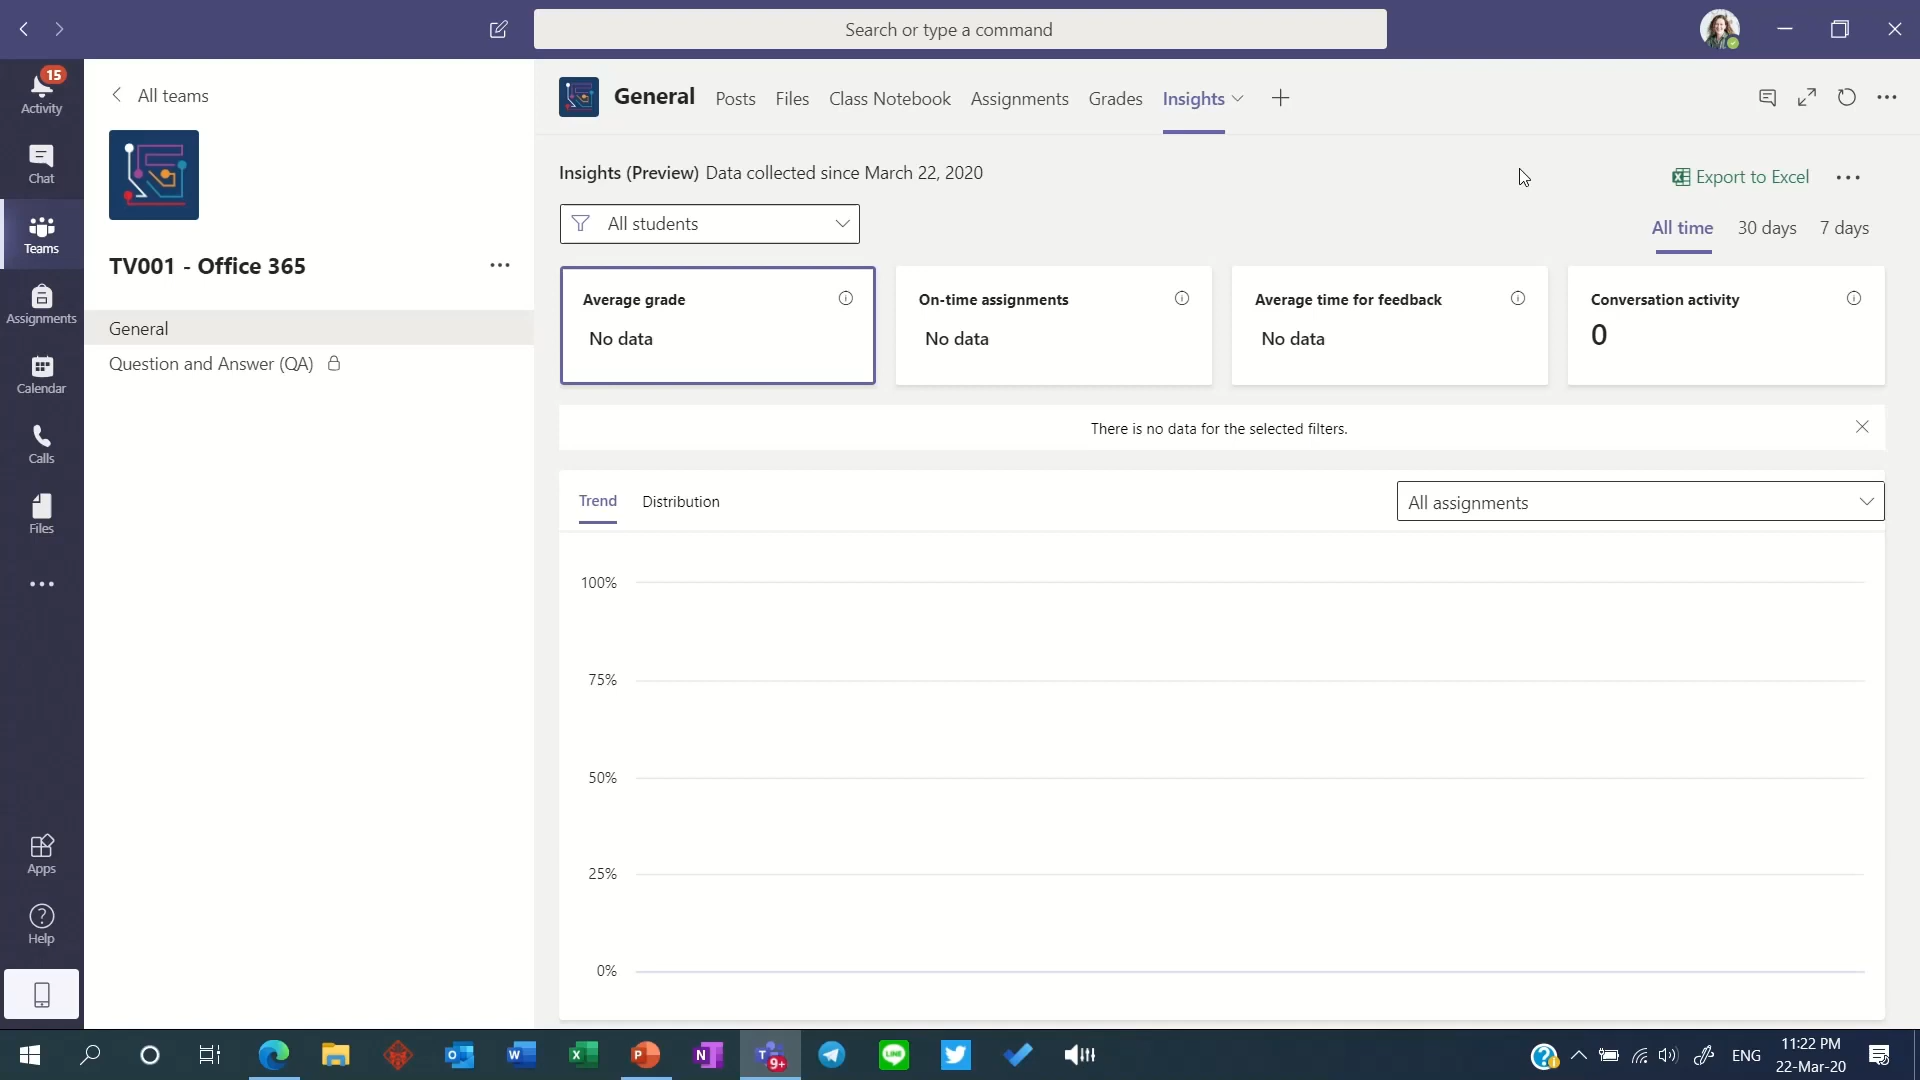 Search or type a command
15
Activity
Chat
Teams
Assignments
Calendar
Calls
Files
Apps
Help
All teams
TV001 - Office 365
General
Question and Answer (QA)
General
Posts
Files
Class Notebook
Assignments
Grades
Insights
Insights (Preview) Data collected since March 22, 2020
Export to Excel
All students
All time
30 days
7 days
Average grade
No data
On-time assignments
No data
Average time for feedback
No data
Conversation activity
0
There is no data for the selected filters.
Trend
Distribution
All assignments
100%
75%
50%
25%
0%
9+
LINE
ENG
11:22 PM
22-Mar-20